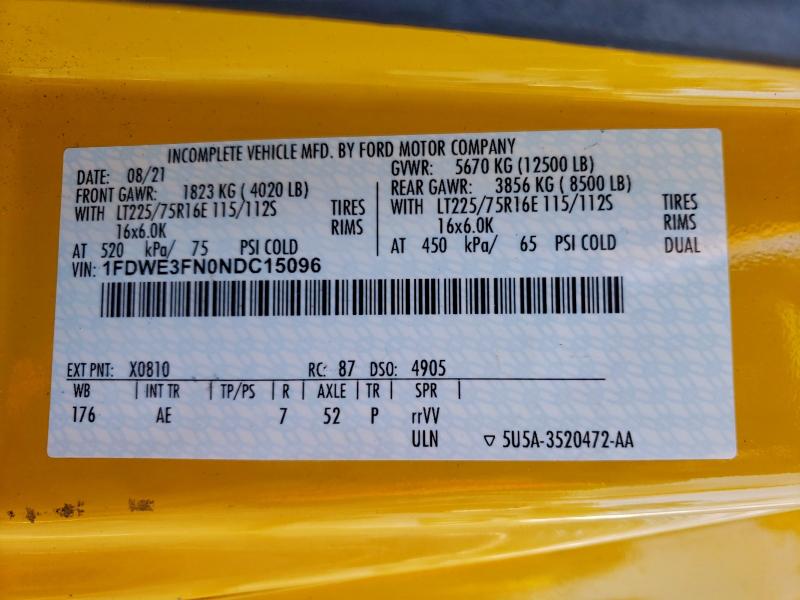 INCOMPLETE VEHICLE MFD. BY FORD MOTOR COMPANY
DATE: 08/21 GVWR: 5670 KG (12500 LB)
FRONT GAWR: 1823 KG ( 4020 LB) REAR GAWR: 3856 KG ( 8500 LB)
WITH LT225/75R16E 115/112S TIRES WITH LT225/75R16E 115/112S TIRES
16x6.0K RIMS 16x6.0K RIMS
AT 520 kPa/ 75 PSI COLD AT 450 kPa/ 65 PSI COLD DUAL
VIN: 1FDWE3FN0NDC15096
EXT PNT: X0810 RC: 87 DSO: 4905
WB | INT TR | TP/PS | R | AXLE | TR | SPR |
176 AE 7 52 P rrVV
ULN ▽ 5U5A-3520472-AA